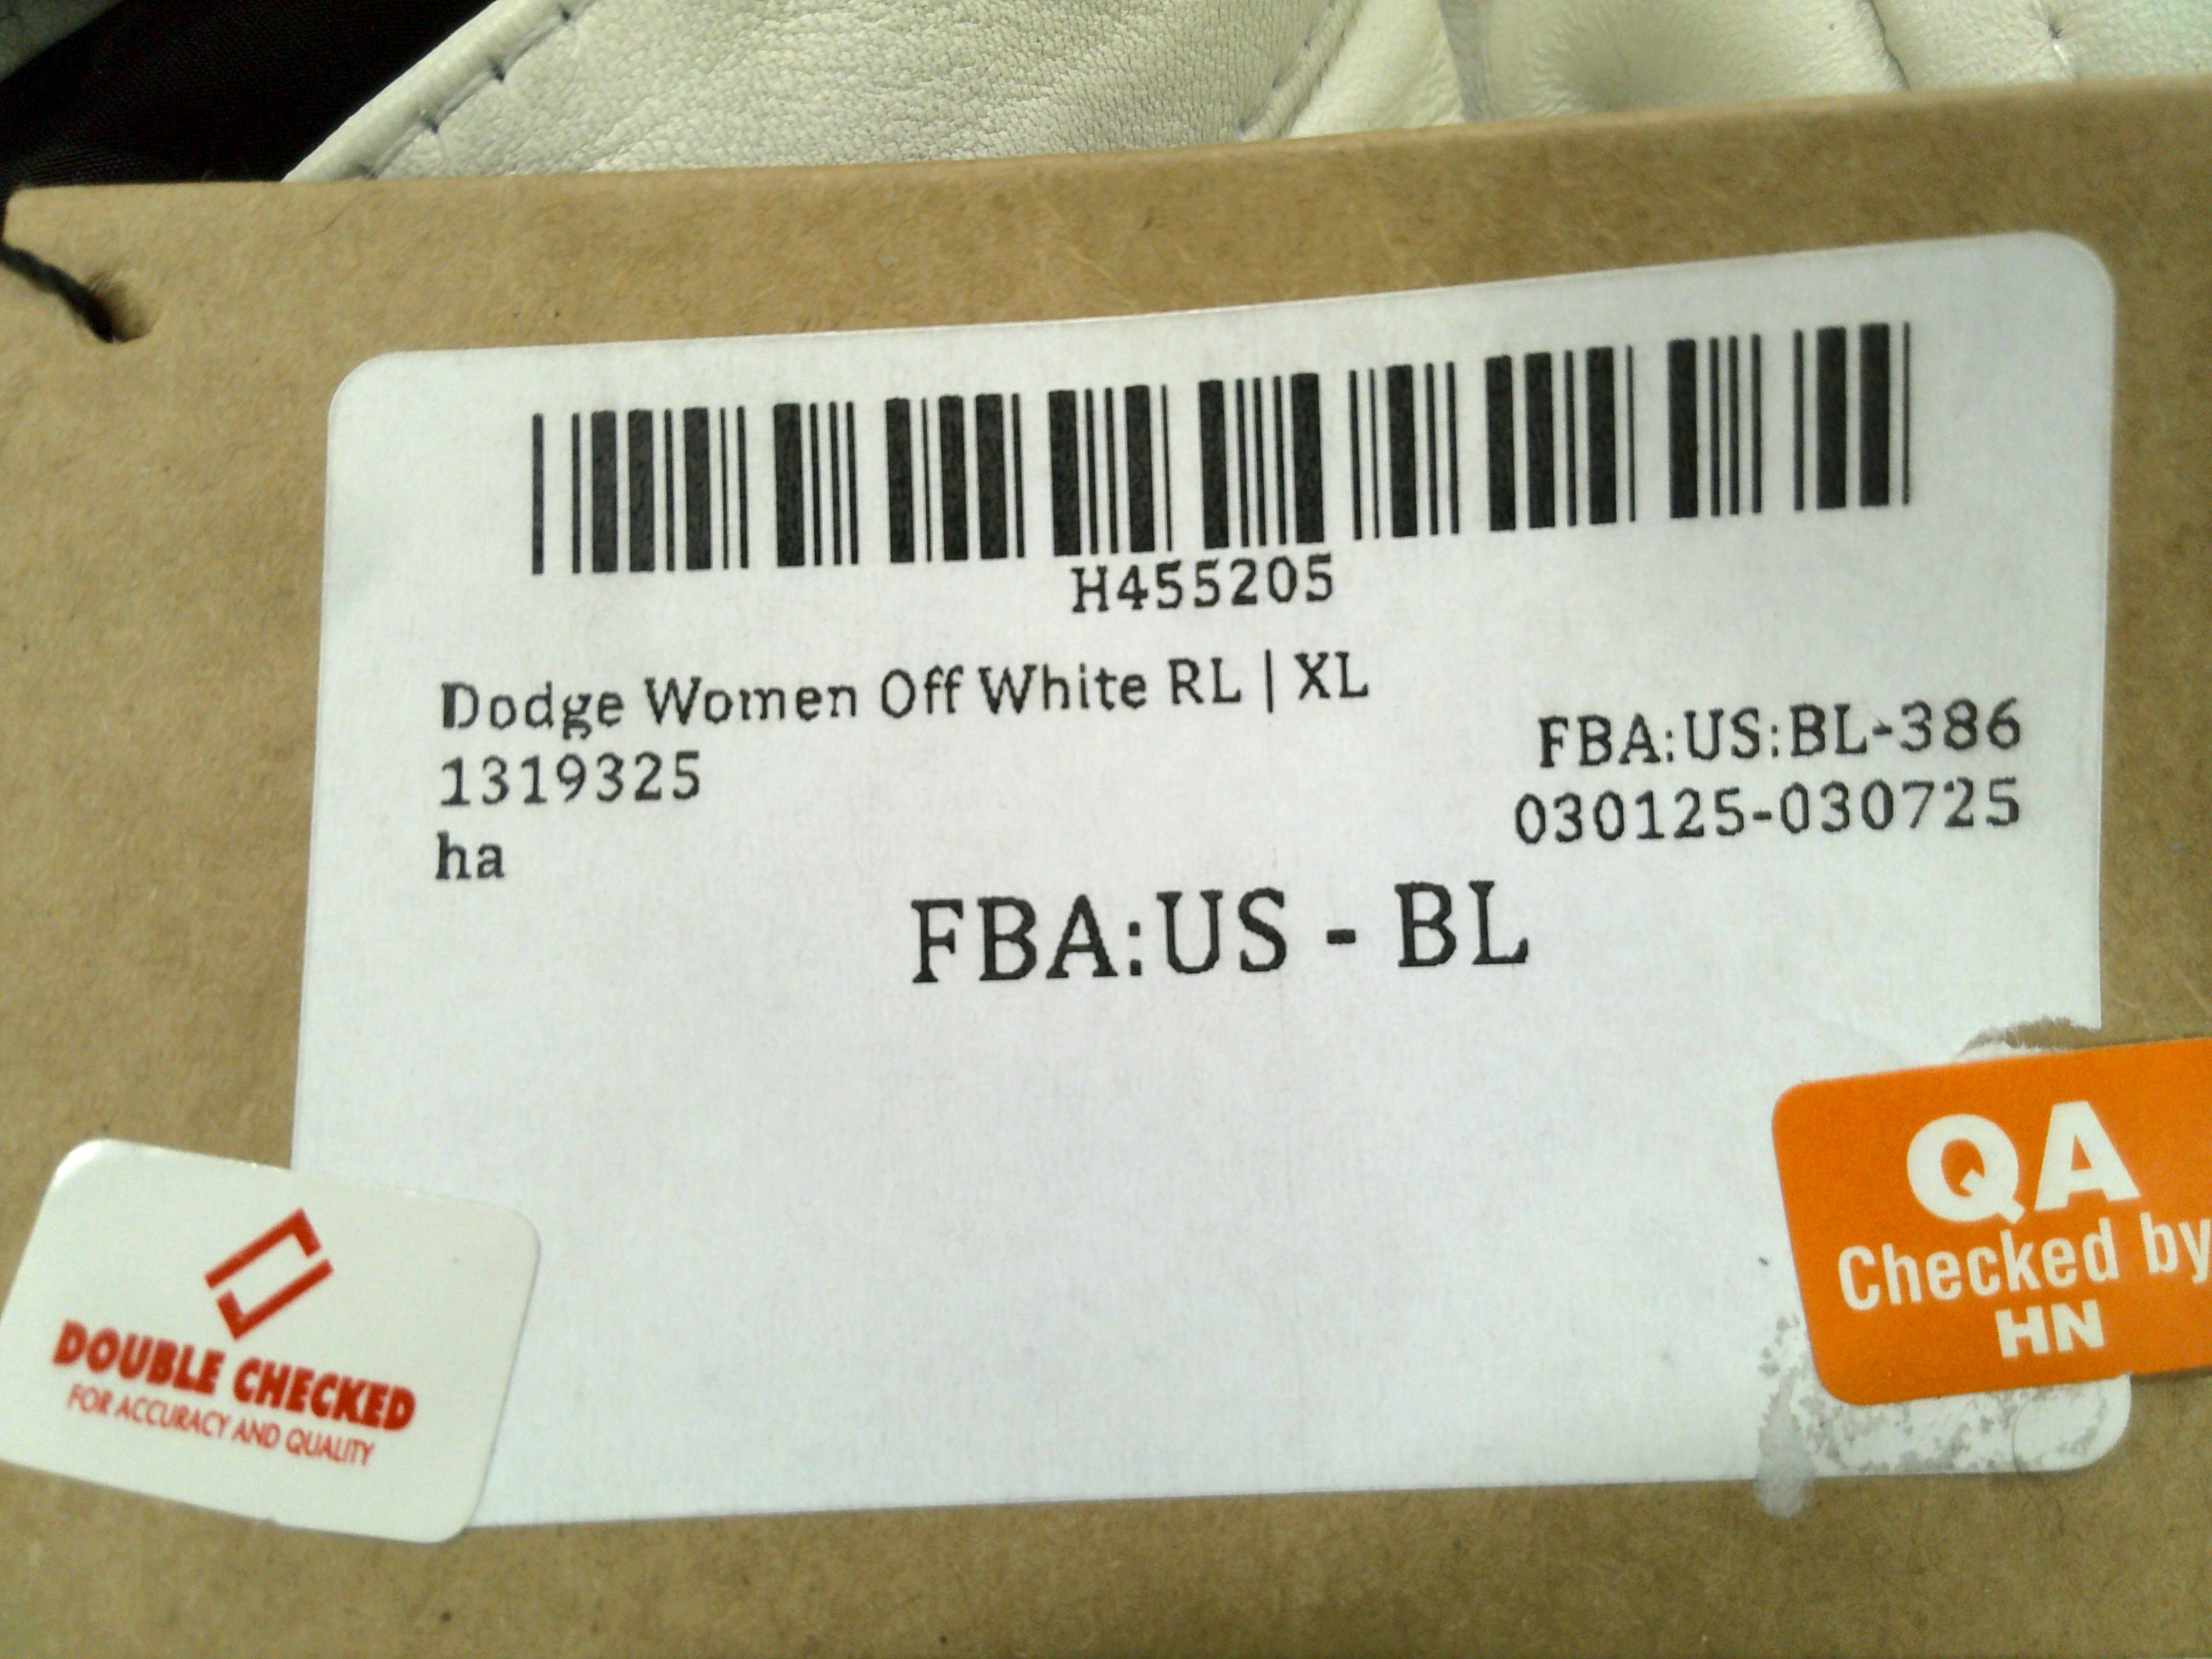 H455205
Dodge Women Off White RL | XL
1319325
ha
FBA:US:BL-386
030125-030725
FBA:US - BL
DOUBLE CHECKED
FOR ACCURACY AND QUALITY
QA
Checked by
HN